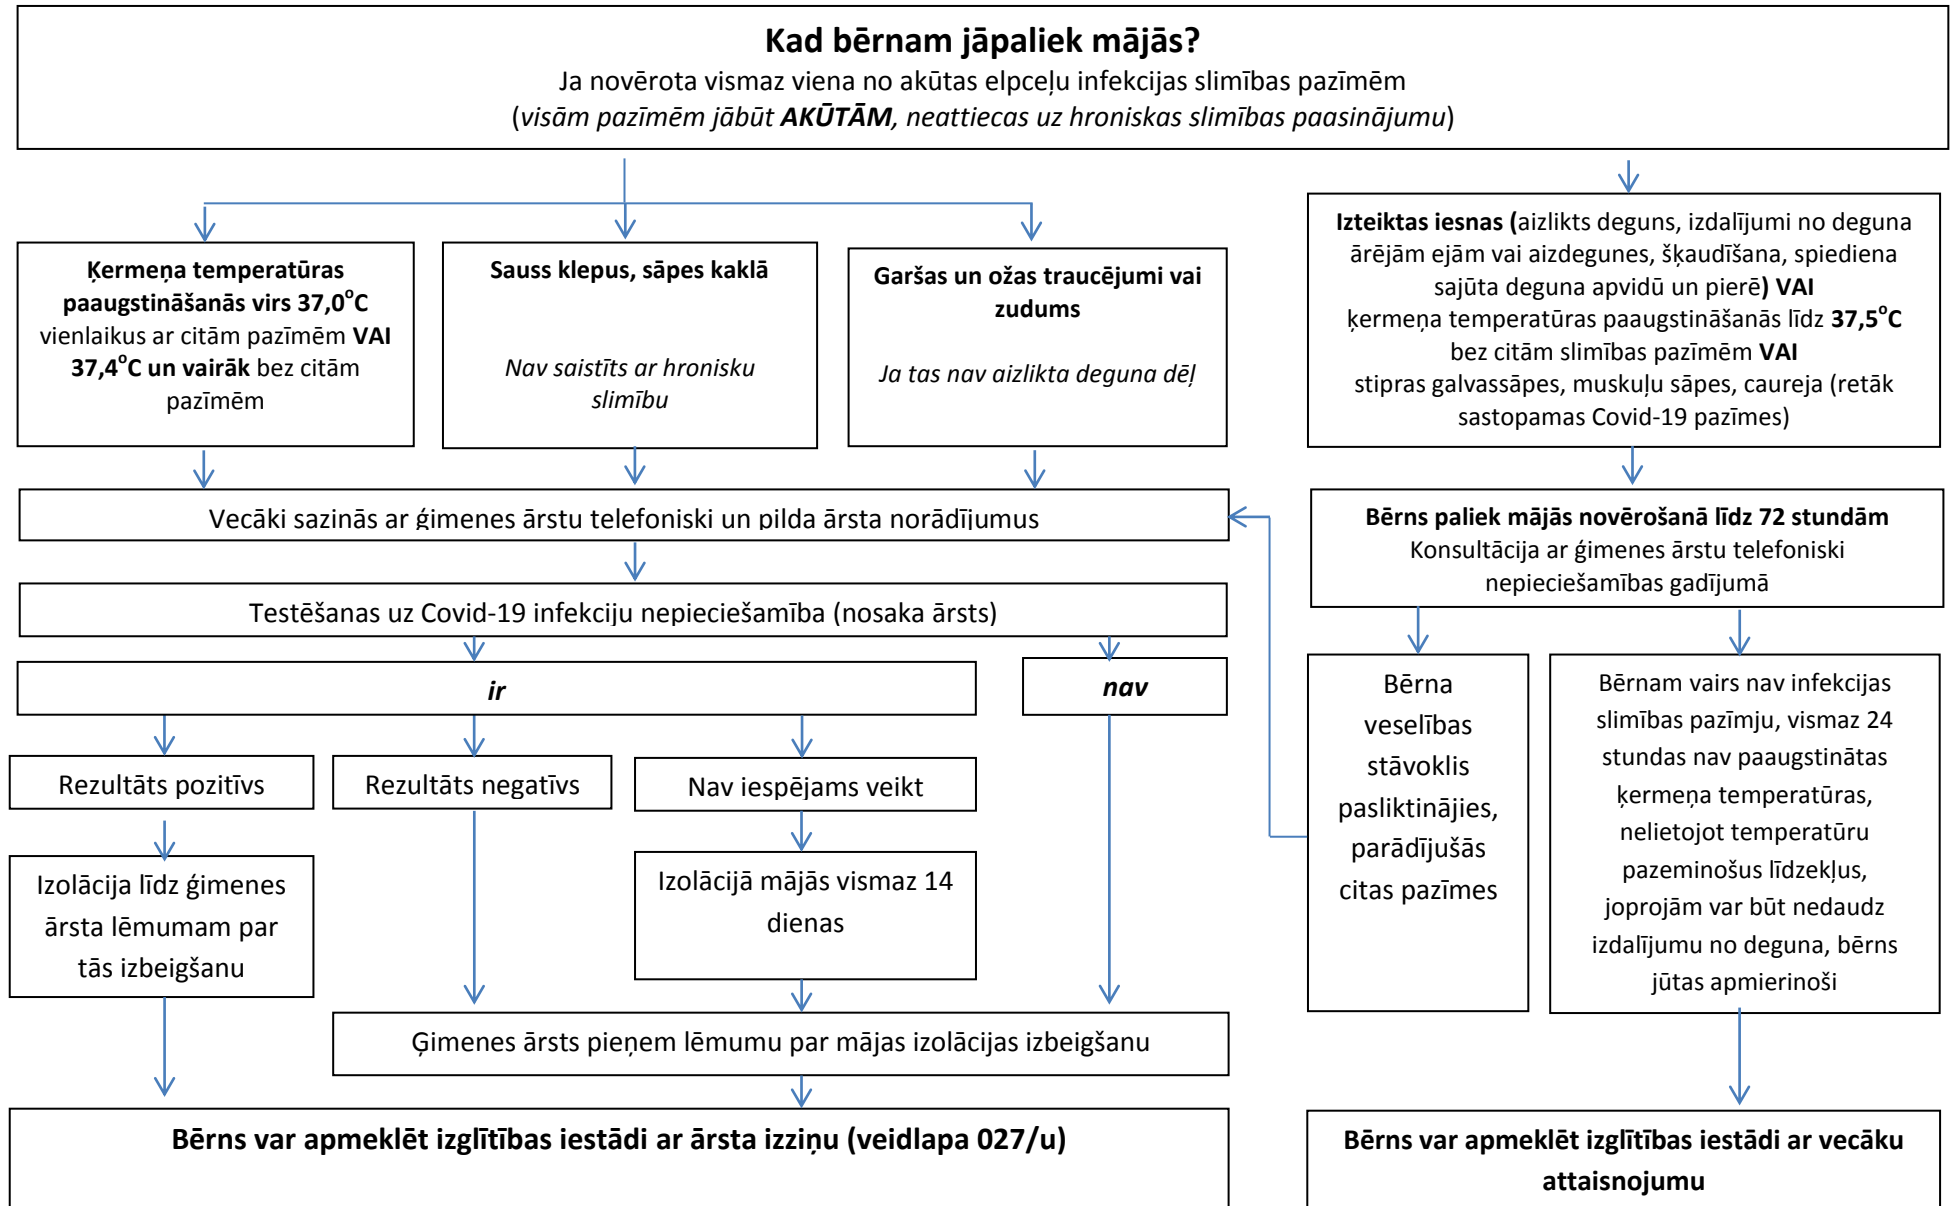 Kad bērnam jāpaliek mājās?
Ja novērota vismaz viena no akūtas elpceļu infekcijas slimības pazīmēm
(visām pazīmēm jābūt AKŪTĀM, neattiecas uz hroniskas slimības paasinājumu)
Ķermeņa temperatūras
paaugstināšanās virs 37,0°C
vienlaikus ar citām pazīmēm VAI
37,4°C un vairāk bez citām
pazīmēm
Sauss klepus, sāpes kaklā
Nav saistīts ar hronisku
slimību
Garšas un ožas traucējumi vai
zudums
Ja tas nav aizlikta deguna dēļ
Izteiktas iesnas (aizlikts deguns, izdalījumi no deguna
ārējām ejām vai aizdegunes, šķaudīšana, spiediena
sajūta deguna apvidū un pierē) VAI
ķermeņa temperatūras paaugstināšanās līdz 37,5°C
bez citām slimības pazīmēm VAI
stipras galvassāpes, muskuļu sāpes, caureja (retāk
sastopamas Covid-19 pazīmes)
Vecāki sazinās ar ģimenes ārstu telefoniski un pilda ārsta norādījumus
Bērns paliek mājās novērošanā līdz 72 stundām
Konsultācija ar ģimenes ārstu telefoniski
nepieciešamības gadījumā
Testēšanas uz Covid-19 infekciju nepieciešamība (nosaka ārsts)
ir
nav
Rezultāts pozitīvs
Rezultāts negatīvs
Nav iespējams veikt
Izolācija līdz ģimenes
ārsta lēmumam par
tās izbeigšanu
Izolācijā mājās vismaz 14
dienas
Bērna
veselības
stāvoklis
pasliktinājies,
parādījušās
citas pazīmes
Bērnam vairs nav infekcijas
slimības pazīmju, vismaz 24
stundas nav paaugstinātas
ķermeņa temperatūras,
nelietojot temperatūru
pazeminošus līdzekļus,
joprojām var būt nedaudz
izdalījumu no deguna, bērns
jūtas apmierinoši
Ģimenes ārsts pieņem lēmumu par mājas izolācijas izbeigšanu
Bērns var apmeklēt izglītības iestādi ar ārsta izziņu (veidlapa 027/u)
Bērns var apmeklēt izglītības iestādi ar vecāku
attaisnojumu